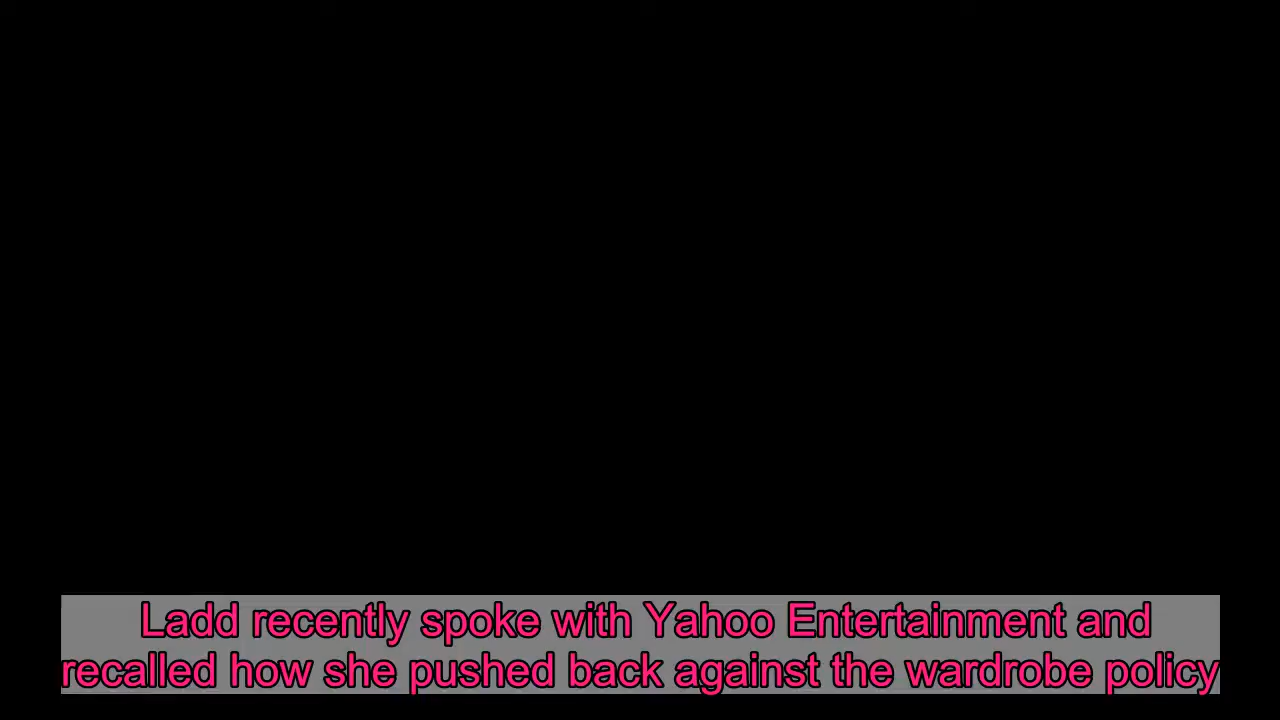 Ladd recently spoke with Yahoo Entertainment and
recalled how she pushed back against the wardrobe policy